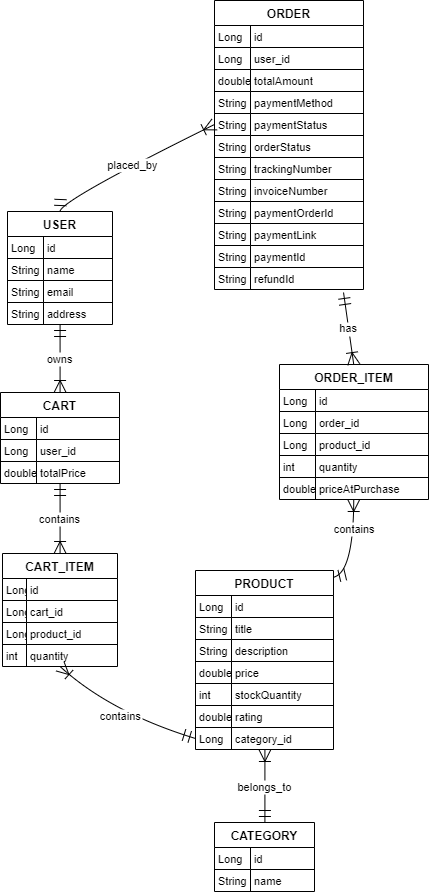 ORDER
Long id
Long user_id
double totalAmount
String paymentMethod
String paymentStatus
String orderStatus
String trackingNumber
String invoiceNumber
String paymentOrderId
String paymentLink
String paymentId
String refundId
placed_by
USER
Long id
String name
String email
String address
has
owns
ORDER_ITEM
Long id
Long order_id
Long product_id
int quantity
double priceAtPurchase
CART
Long id
Long user_id
double totalPrice
contains
contains
CART_ITEM
Long id
Long cart_id
Long product_id
int quantity
PRODUCT
Long id
String title
String description
double price
int stockQuantity
double rating
Long category_id
contains
belongs_to
CATEGORY
Long id
String name